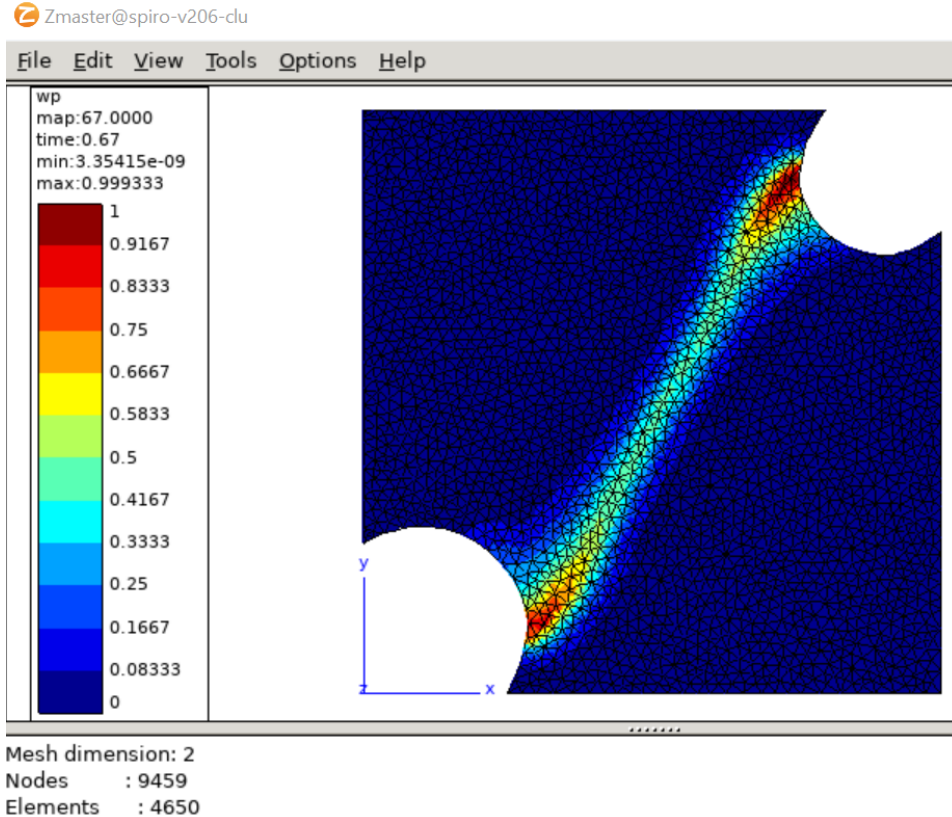 Zmaster@spiro-v206-clu
File Edit View Tools Options Help
wp
map:67.0000
time:0.67
min:3.35415e-09
max:0.999333
1
0.9167
0.8333
0.75
0.6667
0.5833
0.5
0.4167
0.3333
0.25
0.1667
0.08333
0
y
z
x
Mesh dimension: 2
Nodes : 9459
Elements : 4650